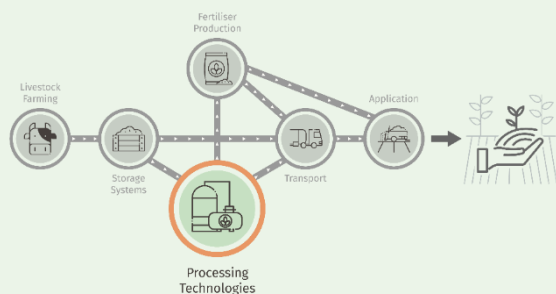 Fertiliser
Production
Livestock
Farming
Application
Storage
Systems
Transport
Processing
Technologies